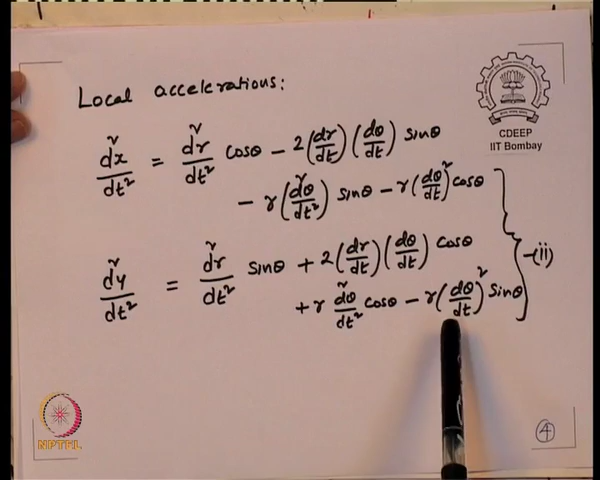 Local accelerations:
CDEEP
IIT Bombay
d²x/dt² = d²r/dt² cosθ − 2(dr/dt)(dθ/dt) sinθ
− r(d²θ/dt²) sinθ − r(dθ/dt)² cosθ
d²y/dt² = d²r/dt² sinθ + 2(dr/dt)(dθ/dt) cosθ
+ r d²θ/dt² cosθ − r(dθ/dt)² sinθ
–(ii)
NPTEL
4